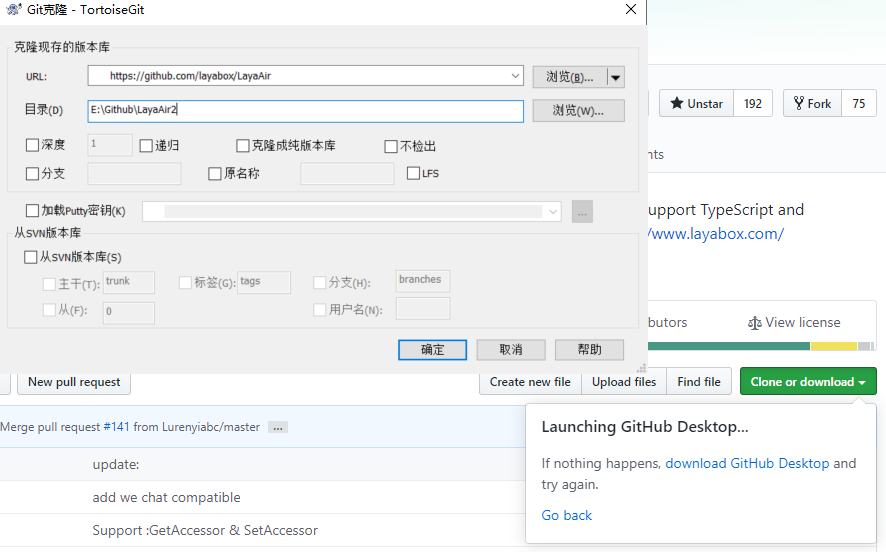 Git克隆 - TortoiseGit
克隆现存的版本库
URL: https://github.com/layabox/LayaAir 浏览(B)...
目录(D) E:\Github\LayaAir2 浏览(W)...
深度 1 递归 克隆成纯版本库 不检出
分支 原名称 LFS
加载Putty密钥(K) ...
从SVN版本库
从SVN版本库(S)
主干(T): trunk 标签(G): tags 分支(H): branches
从(F): 0 用户名(N):
确定 取消 帮助
Unstar 192 Fork 75
nts
upport TypeScript and
/www.layabox.com/
butors View license
New pull request Create new file Upload files Find file Clone or download
Merge pull request #141 from Lurenyiabc/master ...
update:
add we chat compatible
Support :GetAccessor & SetAccessor
Launching GitHub Desktop...
If nothing happens, download GitHub Desktop and
try again.
Go back